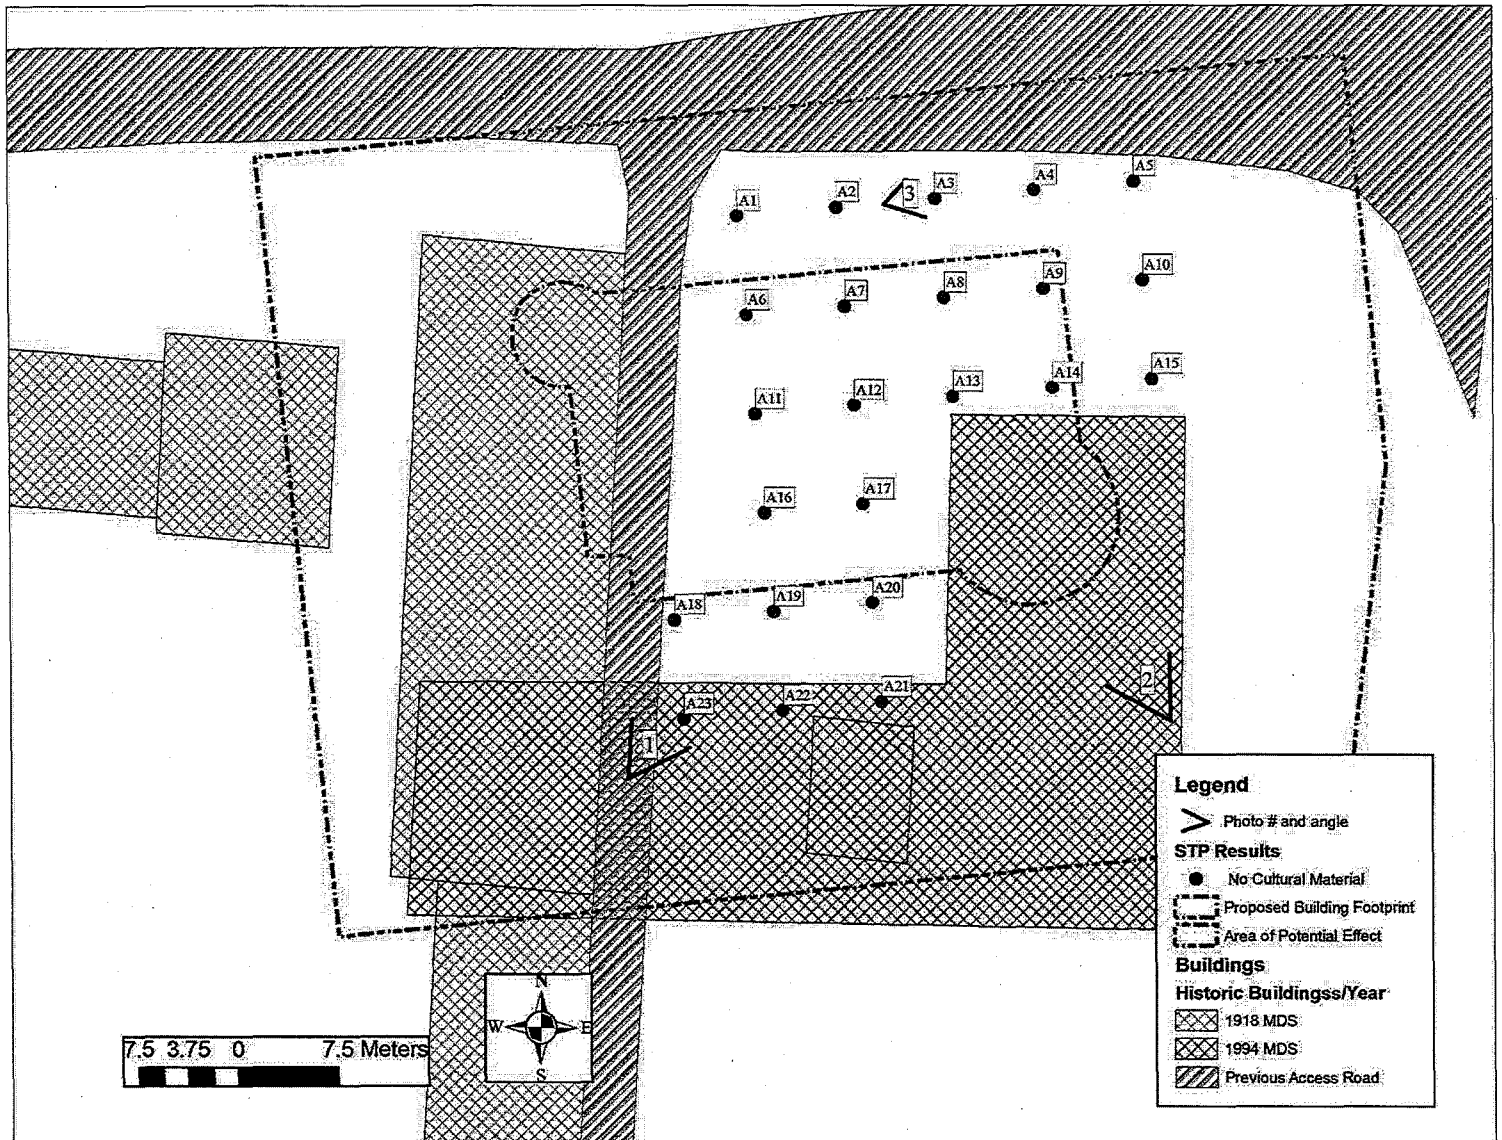 A1
A2
3
A3
A4
A5
A6
A7
A8
A9
A10
A11
A12
A13
A14
A15
A16
A17
A18
A19
A20
A21
A22
A23
1
2
Legend
Photo # and angle
STP Results
No Cultural Material
Proposed Building Footprint
Area of Potential Effect
Buildings
Historic Buildingss/Year
1918 MDS
1994 MDS
Previous Access Road
N
W E
S
7.5 3.75 0 7.5 Meters